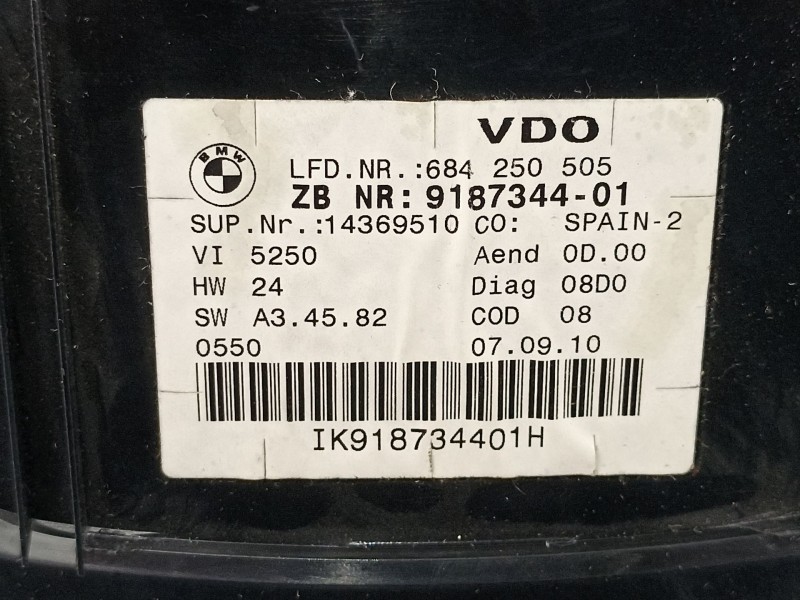 VDO
BMW
LFD.NR.:684 250 505
ZB NR: 9187344-01
SUP.Nr.:14369510 CO: SPAIN-2
VI 5250 Aend 0D.00
HW 24 Diag 08D0
SW A3.45.82 COD 08
0550 07.09.10
IK918734401H